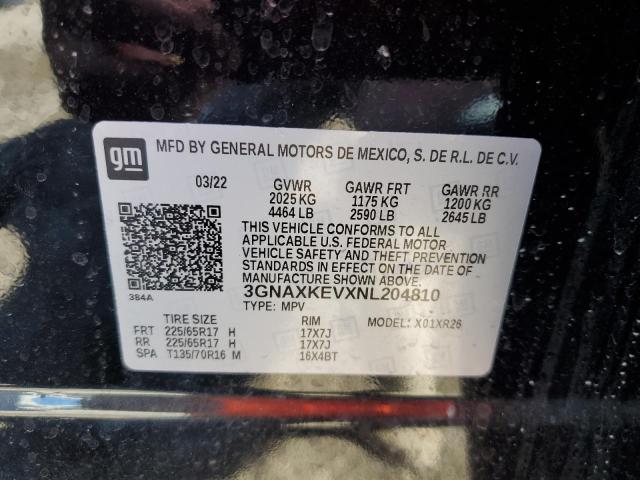 gm MFD BY GENERAL MOTORS DE MEXICO, S. DE R.L. DE C.V.
03/22 GVWR GAWR FRT GAWR RR
2025 KG 1175 KG 1200 KG
4464 LB 2590 LB 2645 LB
THIS VEHICLE CONFORMS TO ALL
APPLICABLE U.S. FEDERAL MOTOR
VEHICLE SAFETY AND THEFT PREVENTION
STANDARDS IN EFFECT ON THE DATE OF
MANUFACTURE SHOWN ABOVE.
3GNAXKEVXNL204810
384A TYPE: MPV
TIRE SIZE RIM MODEL: X01XR26
FRT 225/65R17 H 17X7J
RR 225/65R17 H 17X7J
SPA T135/70R16 M 16X4BT